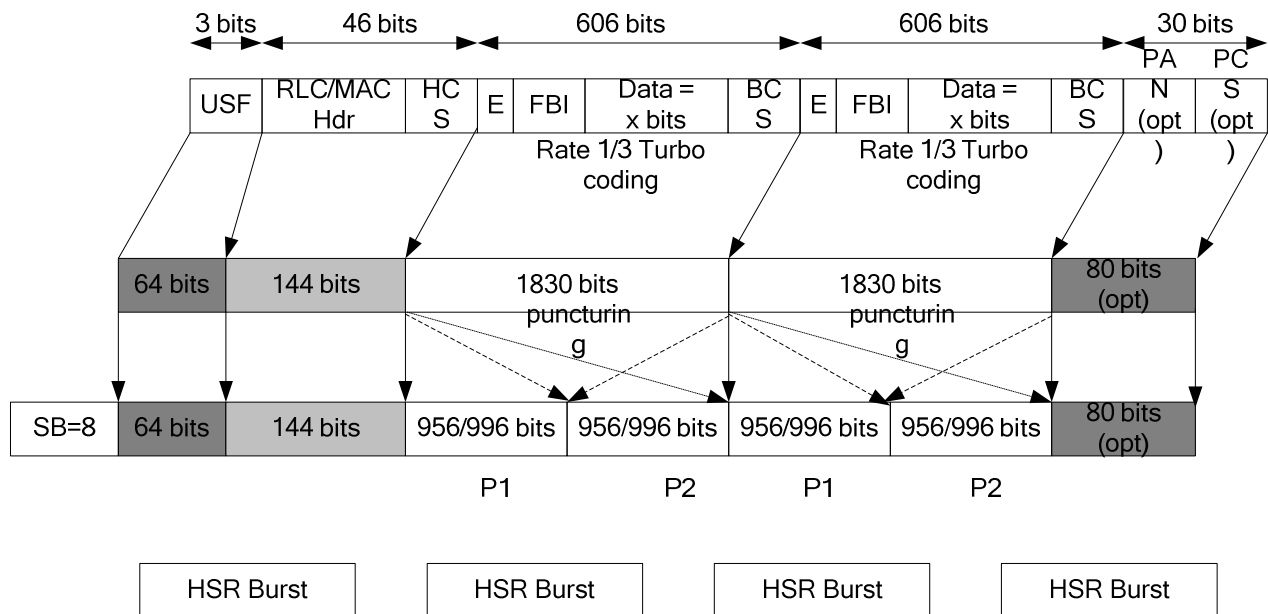 3 bits 46 bits 606 bits 606 bits 30 bits
USF RLC/MAC Hdr HC S E FBI Data = x bits BC S E FBI Data = x bits BC S PA N (opt ) PC S (opt )
Rate 1/3 Turbo coding Rate 1/3 Turbo coding
64 bits 144 bits 1830 bits 1830 bits 80 bits (opt)
puncturin g puncturin g
SB=8 64 bits 144 bits 956/996 bits 956/996 bits 956/996 bits 956/996 bits 80 bits (opt)
P1 P2 P1 P2
HSR Burst HSR Burst HSR Burst HSR Burst